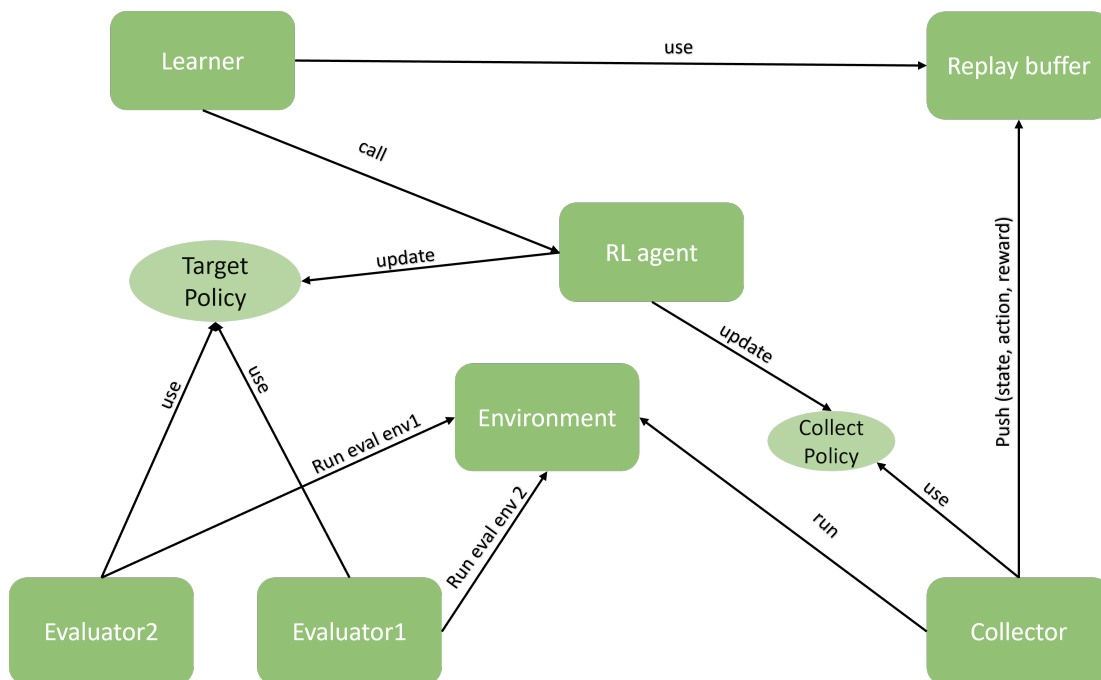 Learner
use
Replay buffer
call
RL agent
update
Target
Policy
update
Push (state, action, reward)
Environment
Collect
Policy
use
use
Run eval env1
Run eval env 2
run
use
Evaluator2
Evaluator1
Collector